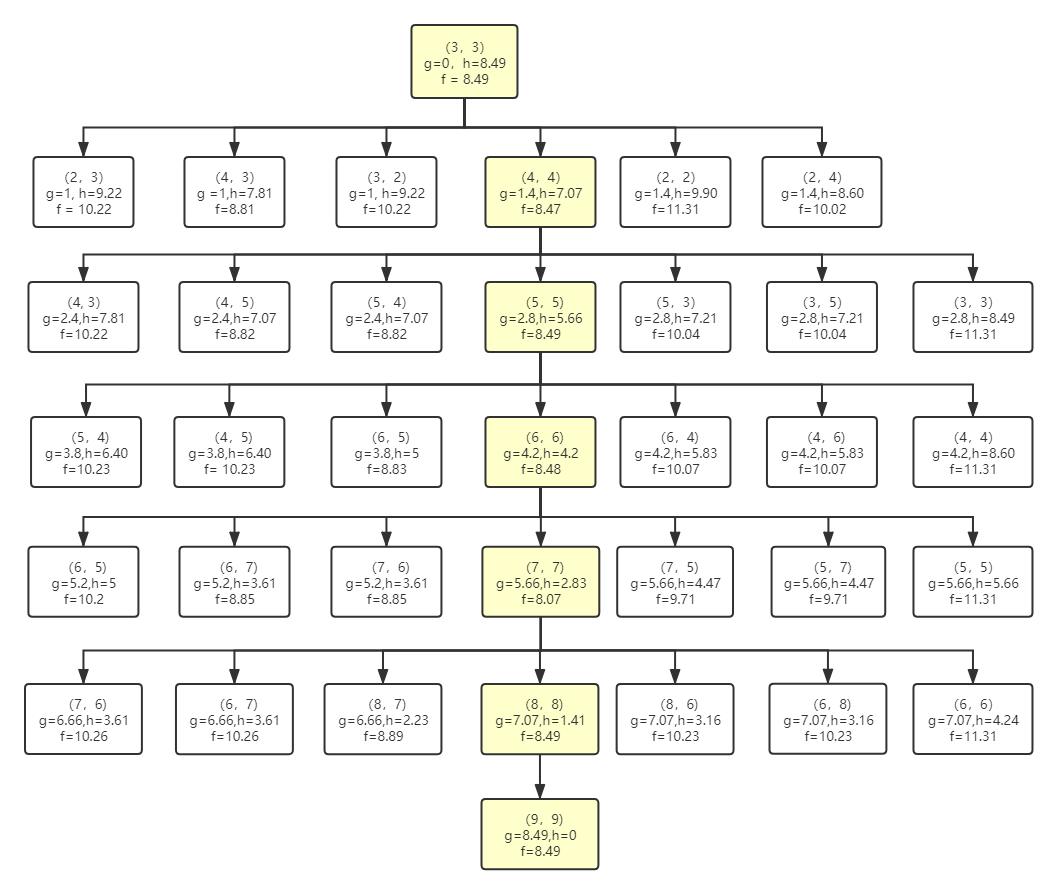 (3, 3)
g=0, h=8.49
f = 8.49
(2, 3)
g=1, h=9.22
f = 10.22
(4, 3)
g =1,h=7.81
f=8.81
(3, 2)
g=1, h=9.22
f=10.22
(4, 4)
g=1.4,h=7.07
f=8.47
(2, 2)
g=1.4,h=9.90
f=11.31
(2, 4)
g=1.4,h=8.60
f=10.02
(4, 3)
g=2.4,h=7.81
f=10.22
(4, 5)
g=2.4,h=7.07
f=8.82
(5, 4)
g=2.4,h=7.07
f=8.82
(5, 5)
g=2.8,h=5.66
f=8.49
(5, 3)
g=2.8,h=7.21
f=10.04
(3, 5)
g=2.8,h=7.21
f=10.04
(3, 3)
g=2.8,h=8.49
f=11.31
(5, 4)
g=3.8,h=6.40
f=10.23
(4, 5)
g=3.8,h=6.40
f= 10.23
(6, 5)
g=3.8,h=5
f=8.83
(6, 6)
g=4.2,h=4.2
f=8.48
(6, 4)
g=4.2,h=5.83
f=10.07
(4, 6)
g=4.2,h=5.83
f=10.07
(4, 4)
g=4.2,h=8.60
f=11.31
(6, 5)
g=5.2,h=5
f=10.2
(6, 7)
g=5.2,h=3.61
f=8.85
(7, 6)
g=5.2,h=3.61
f=8.85
(7, 7)
g=5.66,h=2.83
f=8.07
(7, 5)
g=5.66,h=4.47
f=9.71
(5, 7)
g=5.66,h=4.47
f=9.71
(5, 5)
g=5.66,h=5.66
f=11.31
(7, 6)
g=6.66,h=3.61
f=10.26
(6, 7)
g=6.66,h=3.61
f=10.26
(8, 7)
g=6.66,h=2.23
f=8.89
(8, 8)
g=7.07,h=1.41
f=8.49
(8, 6)
g=7.07,h=3.16
f=10.23
(6, 8)
g=7.07,h=3.16
f=10.23
(6, 6)
g=7.07,h=4.24
f=11.31
(9, 9)
g=8.49,h=0
f=8.49